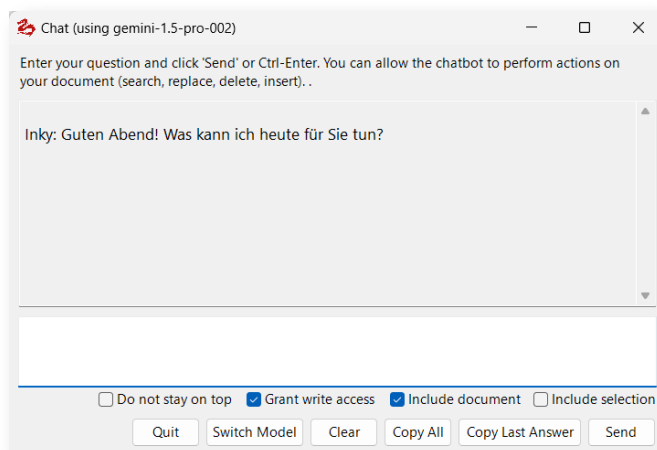 Chat (using gemini-1.5-pro-002)
Enter your question and click 'Send' or Ctrl-Enter. You can allow the chatbot to perform actions on
your document (search, replace, delete, insert). .
Inky: Guten Abend! Was kann ich heute für Sie tun?
Do not stay on top Grant write access Include document Include selection
Quit Switch Model Clear Copy All Copy Last Answer Send